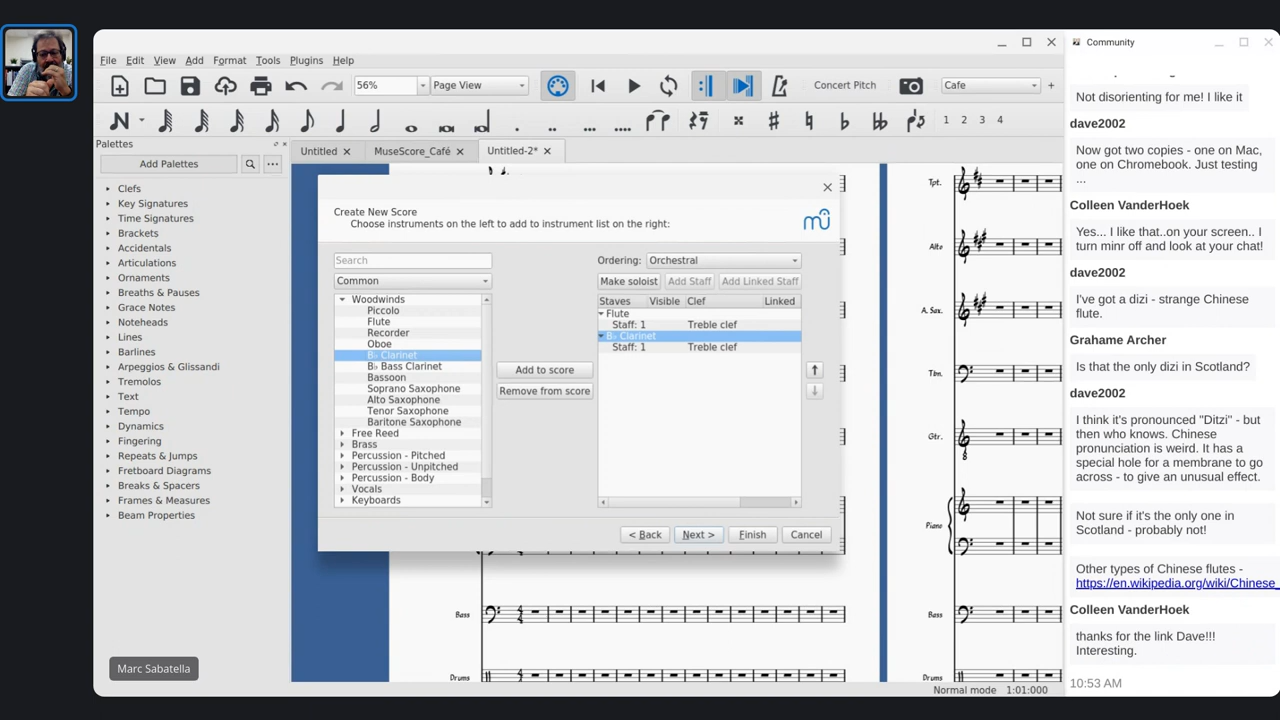 Community
File Edit View Add Format Tools Plugins Help
56% Page View Concert Pitch Cafe +
1 2 3 4
Palettes
Untitled MuseScore_Café Untitled-2*
Add Palettes ...
Clefs
Key Signatures
Time Signatures
Brackets
Accidentals
Articulations
Ornaments
Breaths & Pauses
Grace Notes
Noteheads
Lines
Barlines
Arpeggios & Glissandi
Tremolos
Text
Tempo
Dynamics
Fingering
Repeats & Jumps
Fretboard Diagrams
Breaks & Spacers
Frames & Measures
Beam Properties
Create New Score
Choose instruments on the left to add to instrument list on the right:
Search
Common
Woodwinds
Piccolo
Flute
Recorder
Oboe
B♭ Clarinet
B♭ Bass Clarinet
Bassoon
Soprano Saxophone
Alto Saxophone
Tenor Saxophone
Baritone Saxophone
Free Reed
Brass
Percussion - Pitched
Percussion - Unpitched
Percussion - Body
Vocals
Keyboards
Add to score
Remove from score
Ordering: Orchestral
Make soloist Add Staff Add Linked Staff
Staves Visible Clef Linked
Flute
Staff: 1 Treble clef
B♭ Clarinet
Staff: 1 Treble clef
< Back Next > Finish Cancel
Bass
Drums
Tpt.
Alto
A. Sax.
Tbn.
Gtr.
Piano
Bass
Drums
Normal mode 1:01:000
Marc Sabatella
Not disorienting for me! I like it
dave2002
Now got two copies - one on Mac,
one on Chromebook. Just testing
...
Colleen VanderHoek
Yes... I like that..on your screen.. I
turn minr off and look at your chat!
dave2002
I've got a dizi - strange Chinese
flute.
Grahame Archer
Is that the only dizi in Scotland?
dave2002
I think it's pronounced "Ditzi" - but
then who knows. Chinese
pronunciation is weird. It has a
special hole for a membrane to go
across - to give an unusual effect.
Not sure if it's the only one in
Scotland - probably not!
Other types of Chinese flutes -
https://en.wikipedia.org/wiki/Chinese_
Colleen VanderHoek
thanks for the link Dave!!!
Interesting.
10:53 AM